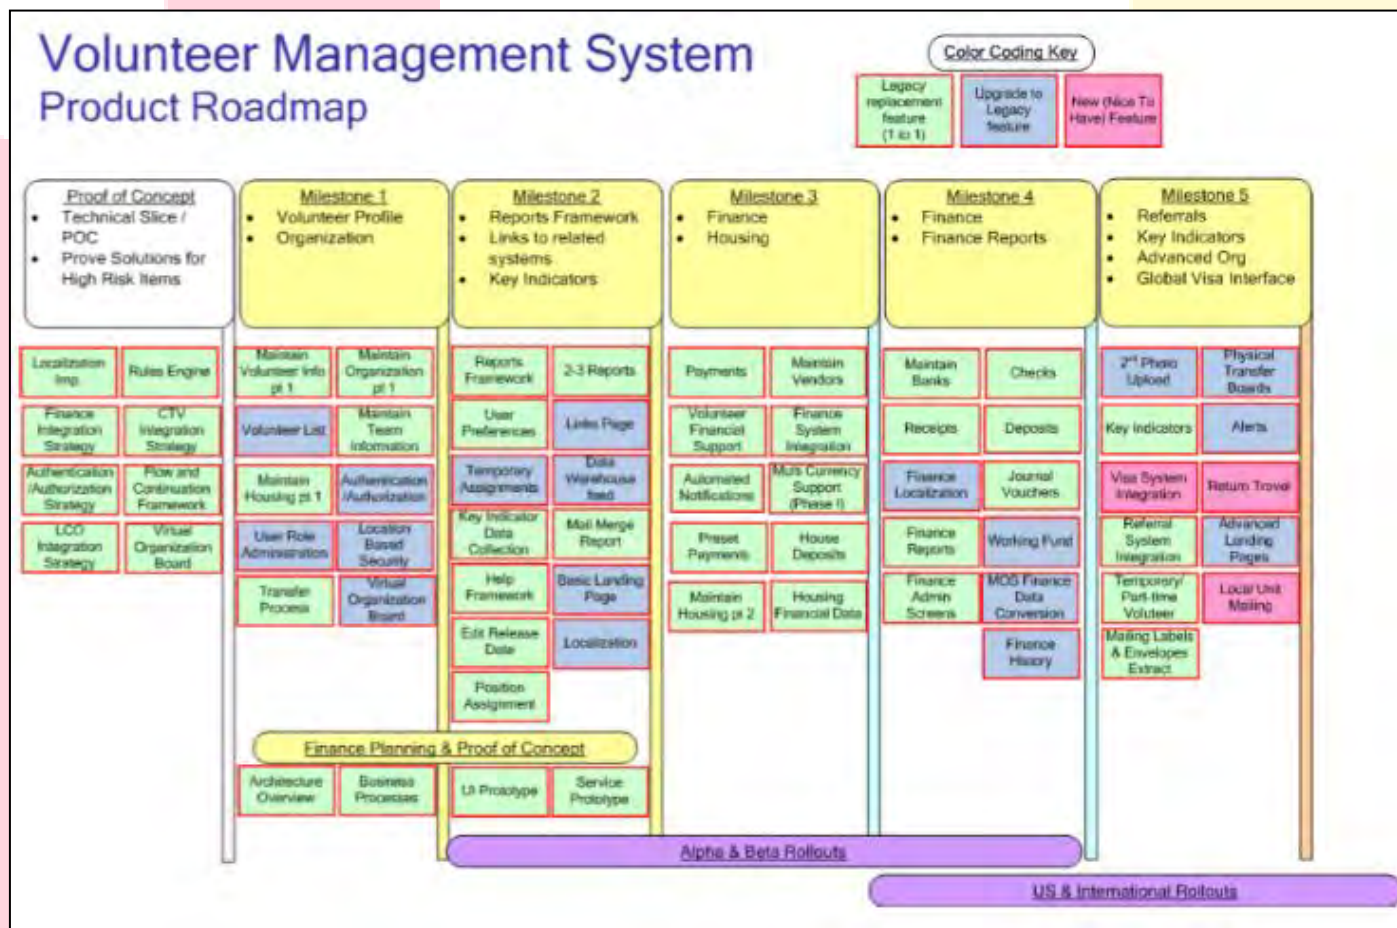 Volunteer Management System
Product Roadmap
Color Coding Key
Legacy
replacement
feature
(1 to 1)
Upgrade to
Legacy
feature
New (Nice To
Have) Feature
Proof of Concept
• Technical Slice /
POC
• Prove Solutions for
High Risk Items
Milestone 1
• Volunteer Profile
• Organization
Milestone 2
• Reports Framework
• Links to related
systems
• Key Indicators
Milestone 3
• Finance
• Housing
Milestone 4
• Finance
• Finance Reports
Milestone 5
• Referrals
• Key Indicators
• Advanced Org
• Global Visa Interface
Localization
Imp.
Rules Engine
Finance
Integration
Strategy
CTV
Integration
Strategy
Authentication
/Authorization
Strategy
Flow and
Continuation
Framework
LCO
Integration
Strategy
Virtual
Organization
Board
Maintain
Volunteer Info
pt 1
Maintain
Organization
pt 1
Volunteer List
Maintain
Team
Information
Maintain
Housing pt 1
Authentication
/Authorization
User Role
Administration
Location
Based
Security
Transfer
Process
Virtual
Organization
Board
Reports
Framework
2-3 Reports
User
Preferences
Links Page
Temporary
Assignments
Data
Warehouse
feed
Key Indicator
Data
Collection
Mail Merge
Report
Help
Framework
Basic Landing
Page
Edit Release
Data
Localization
Position
Assignment
Payments
Maintain
Vendors
Volunteer
Financial
Support
Finance
System
Integration
Automated
Notifications
Multi Currency
Support
(Phase I)
Preset
Payments
House
Deposits
Maintain
Housing pt 2
Housing
Financial Data
Maintain
Banks
Checks
Receipts
Deposits
Finance
Localization
Journal
Vouchers
Finance
Reports
Working Fund
Finance
Admin
Screens
MOS Finance
Data
Conversion
Finance
History
2nd Photo
Upload
Physical
Transfer
Boards
Key Indicators
Alerts
Visa System
Integration
Return Travel
Referral
System
Integration
Advanced
Landing
Pages
Temporary/
Part-time
Voluteer
Local Unit
Mailing
Mailing Labels
& Envelopes
Extract
Finance Planning & Proof of Concept
Architecture
Overview
Business
Processes
UI Prototype
Service
Prototype
Alpha & Beta Rollouts
US & International Rollouts